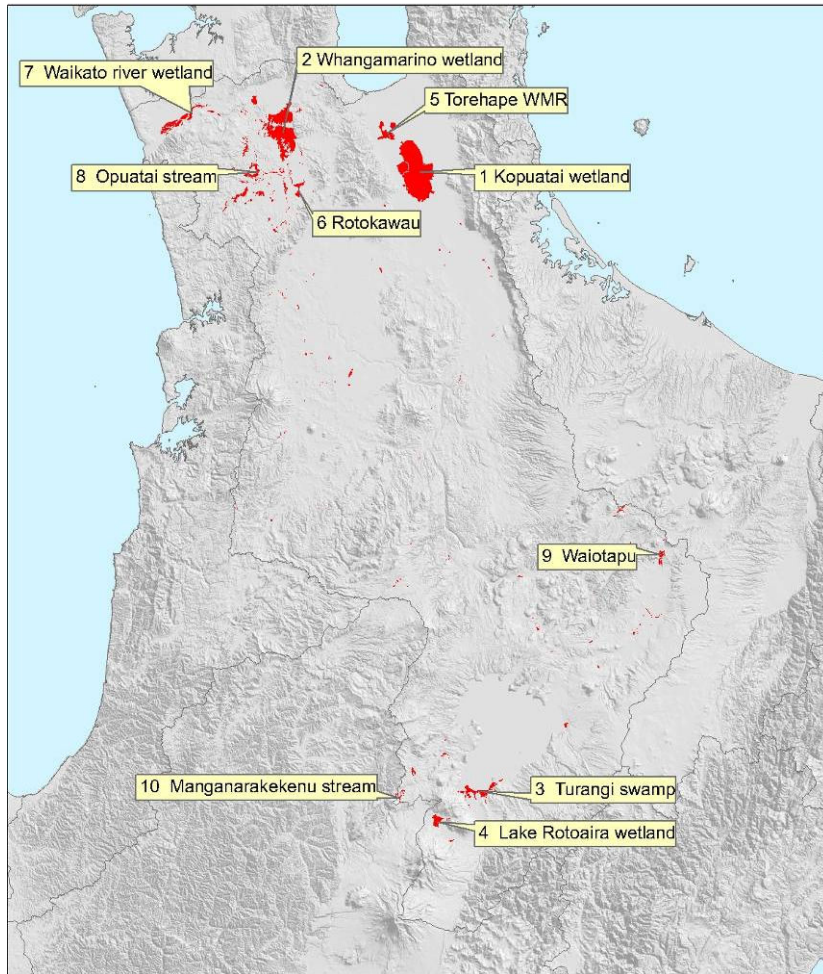 2 Whangamarino wetland
7 Waikato river wetland
5 Torehape WMR
8 Opuatai stream
1 Kopuatai wetland
6 Rotokawau
9 Waiotapu
10 Manganarakekenu stream
3 Turangi swamp
4 Lake Rotoaira wetland